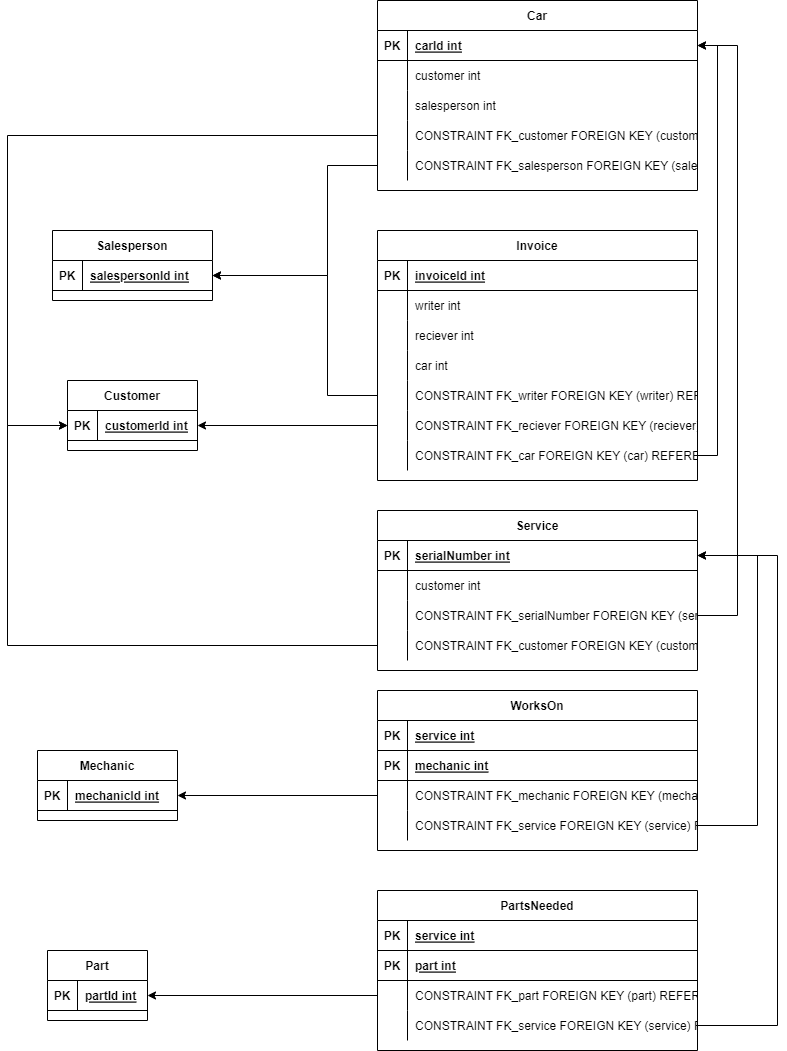 Car
PK carId int
customer int
salesperson int
CONSTRAINT FK_customer FOREIGN KEY (custom
CONSTRAINT FK_salesperson FOREIGN KEY (sale
Salesperson
PK salespersonId int
Invoice
PK invoiceId int
writer int
reciever int
car int
CONSTRAINT FK_writer FOREIGN KEY (writer) REF
CONSTRAINT FK_reciever FOREIGN KEY (reciever
CONSTRAINT FK_car FOREIGN KEY (car) REFERE
Customer
PK customerId int
Service
PK serialNumber int
customer int
CONSTRAINT FK_serialNumber FOREIGN KEY (ser
CONSTRAINT FK_customer FOREIGN KEY (custom
WorksOn
PK service int
PK mechanic int
CONSTRAINT FK_mechanic FOREIGN KEY (mecha
CONSTRAINT FK_service FOREIGN KEY (service) R
Mechanic
PK mechanicId int
PartsNeeded
PK service int
PK part int
CONSTRAINT FK_part FOREIGN KEY (part) REFER
CONSTRAINT FK_service FOREIGN KEY (service) R
Part
PK partId int